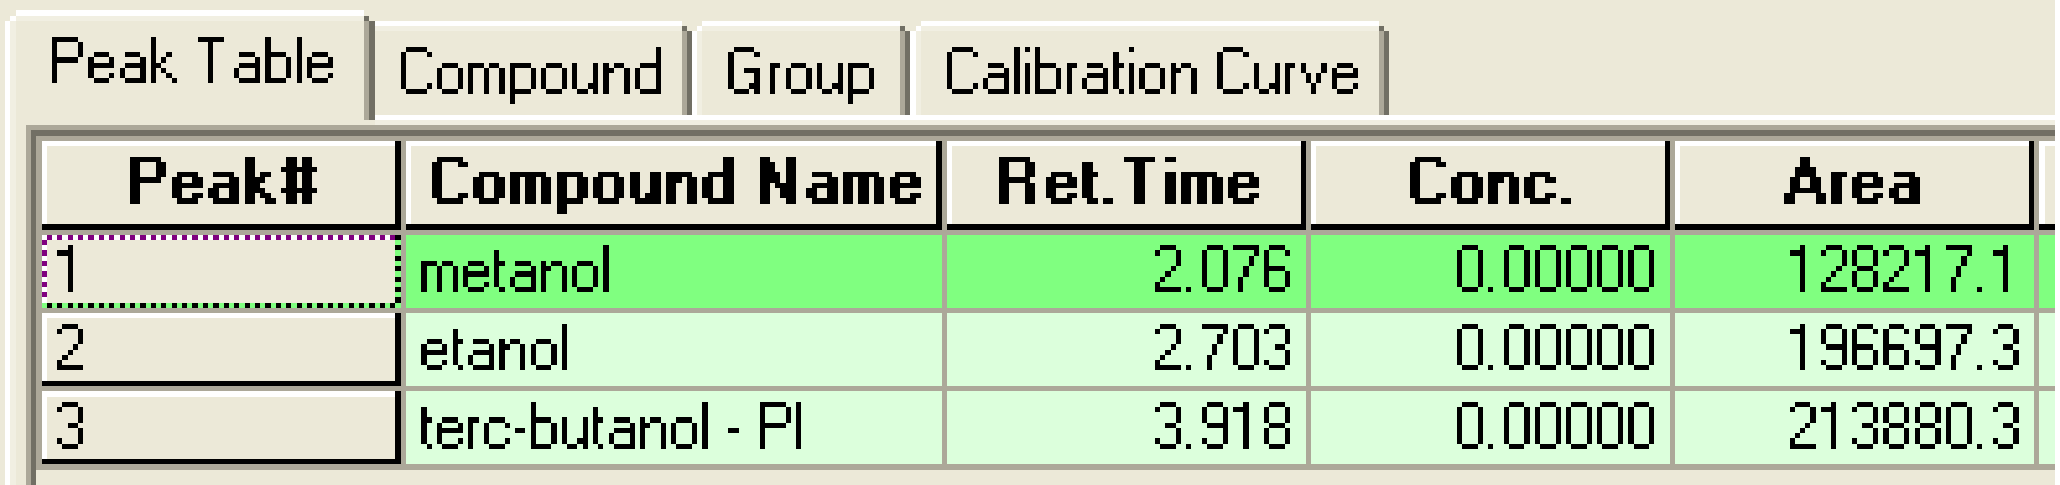 Peak Table Compound Group Calibration Curve
Peak# Compound Name Ret.Time Conc. Area
1 metanol 2.076 0.00000 128217.1
2 etanol 2.703 0.00000 196697.3
3 terc-butanol - PI 3.918 0.00000 213880.3